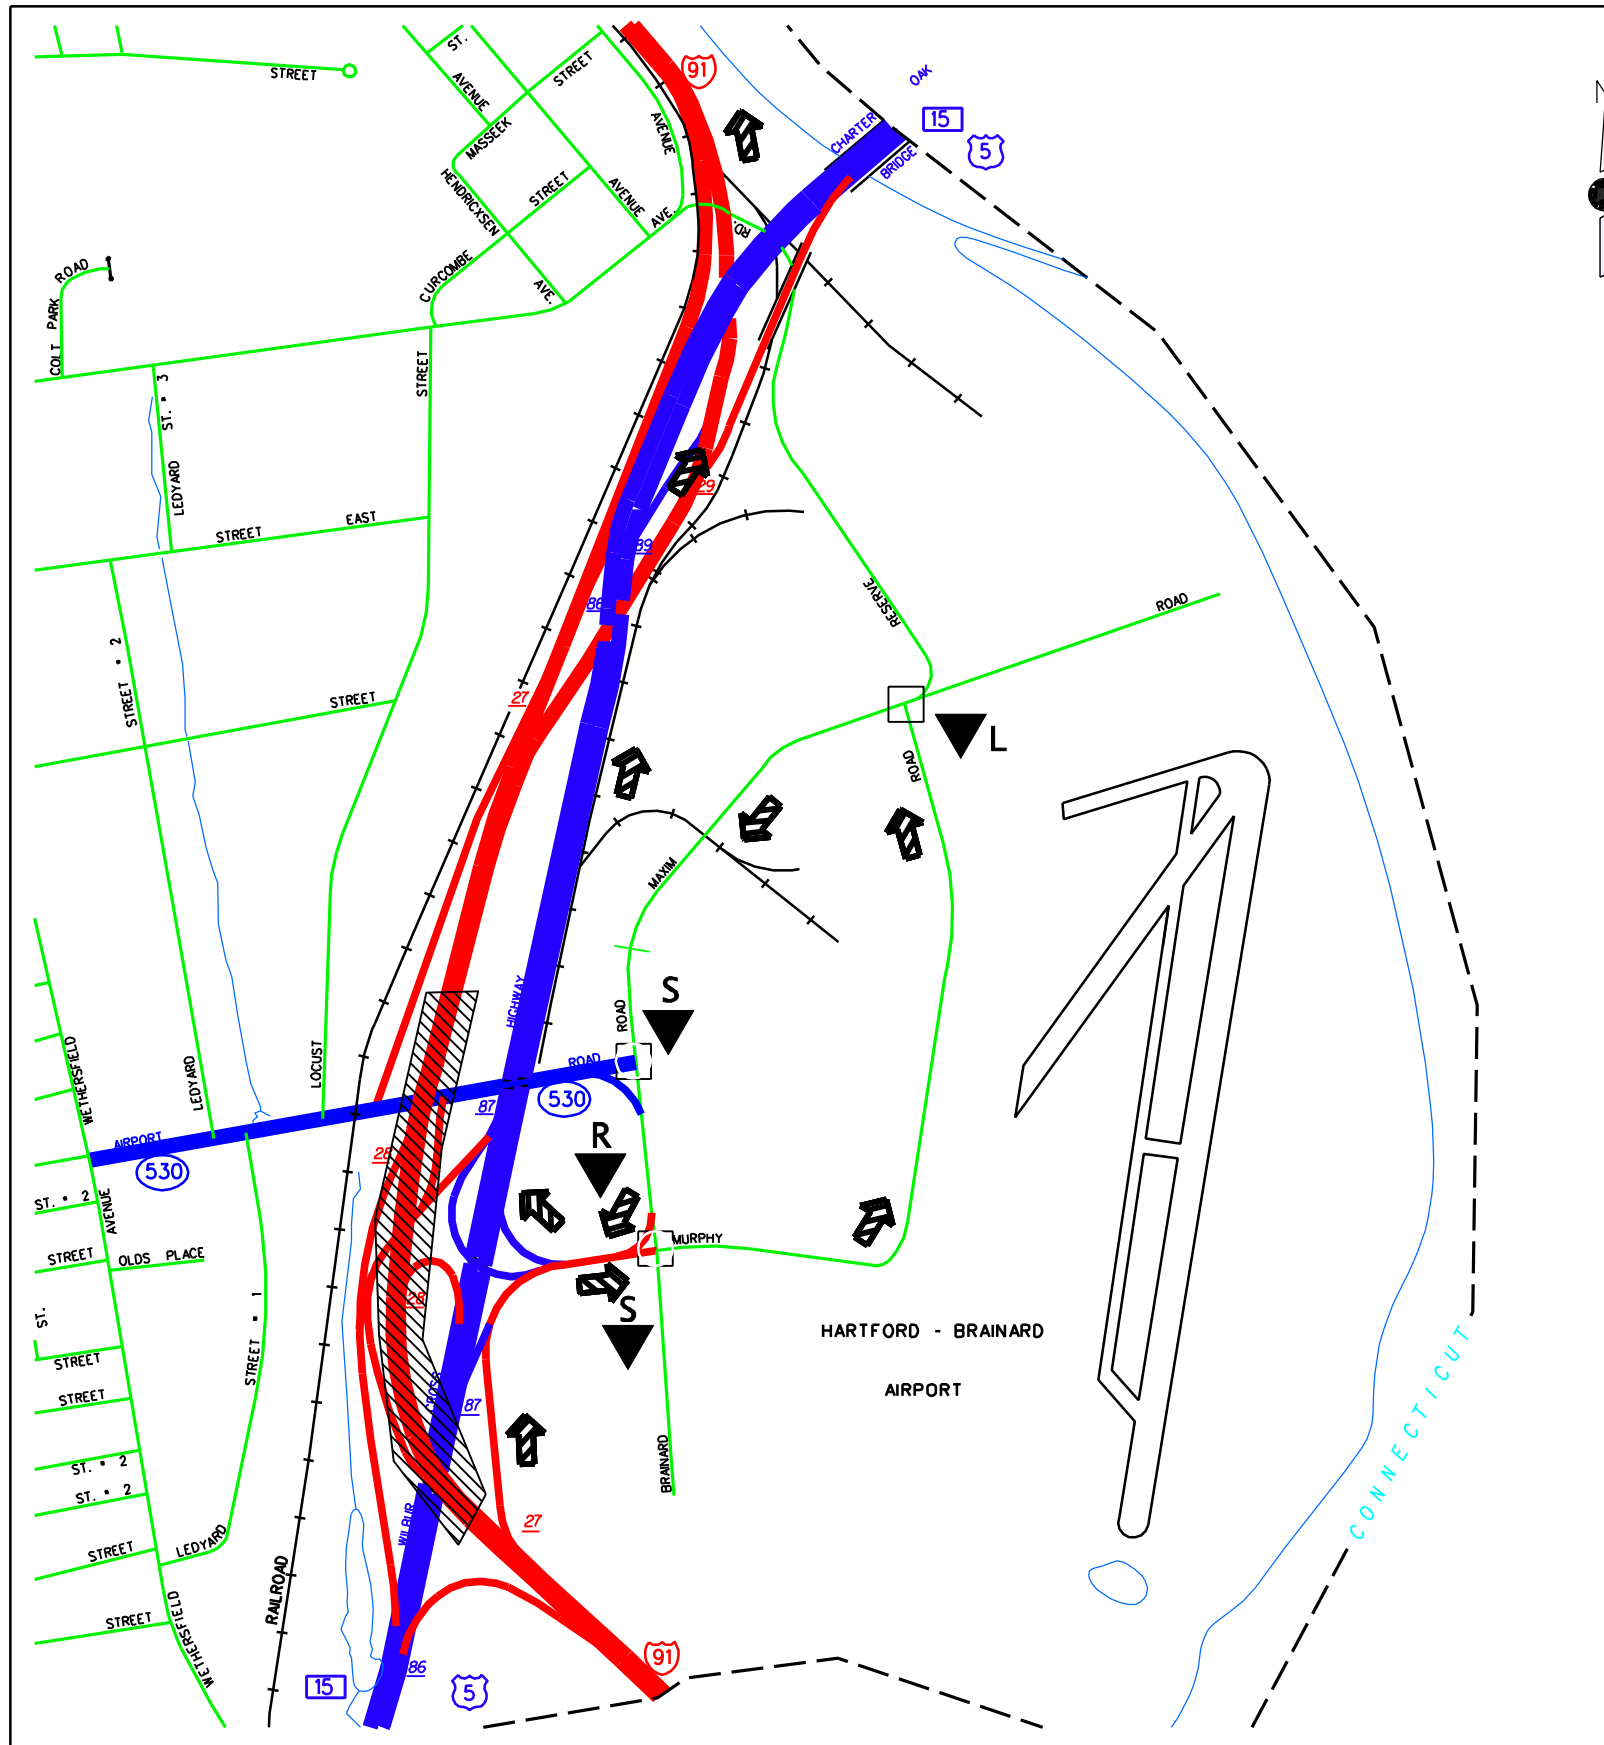 STREET
ST.
AVENUE
STREET
MASSEEK
AVENUE
HENDRICXSEN
STREET
AVENUE
AVE.
RD.
CURCOMBE
AVE.
ROAD
COLT PARK
91
CHARTER
OAK
BRIDGE
15
5
N
STREET
ST. # 3
LEDYARD
STREET EAST
29
89
86
RESERVE
ROAD
STREET # 2
STREET
27
ROAD
L
MAXIM
HIGHWAY
ROAD
S
WETHERSFIELD
LEDYARD
LOCUST
ROAD
530
87
AIRPORT
530
28
R
ST. # 2
AVENUE
STREET
OLDS PLACE
MURPHY
28
S
ST.
STREET
STREET # 1
HARTFORD - BRAINARD
AIRPORT
STREET
CROSS
87
CONNECTICUT
ST. # 2
ST. # 2
BRAINARD
WILBUR
27
STREET
LEDYARD
RAILROAD
STREET
WETHERSFIELD
86
91
15
5